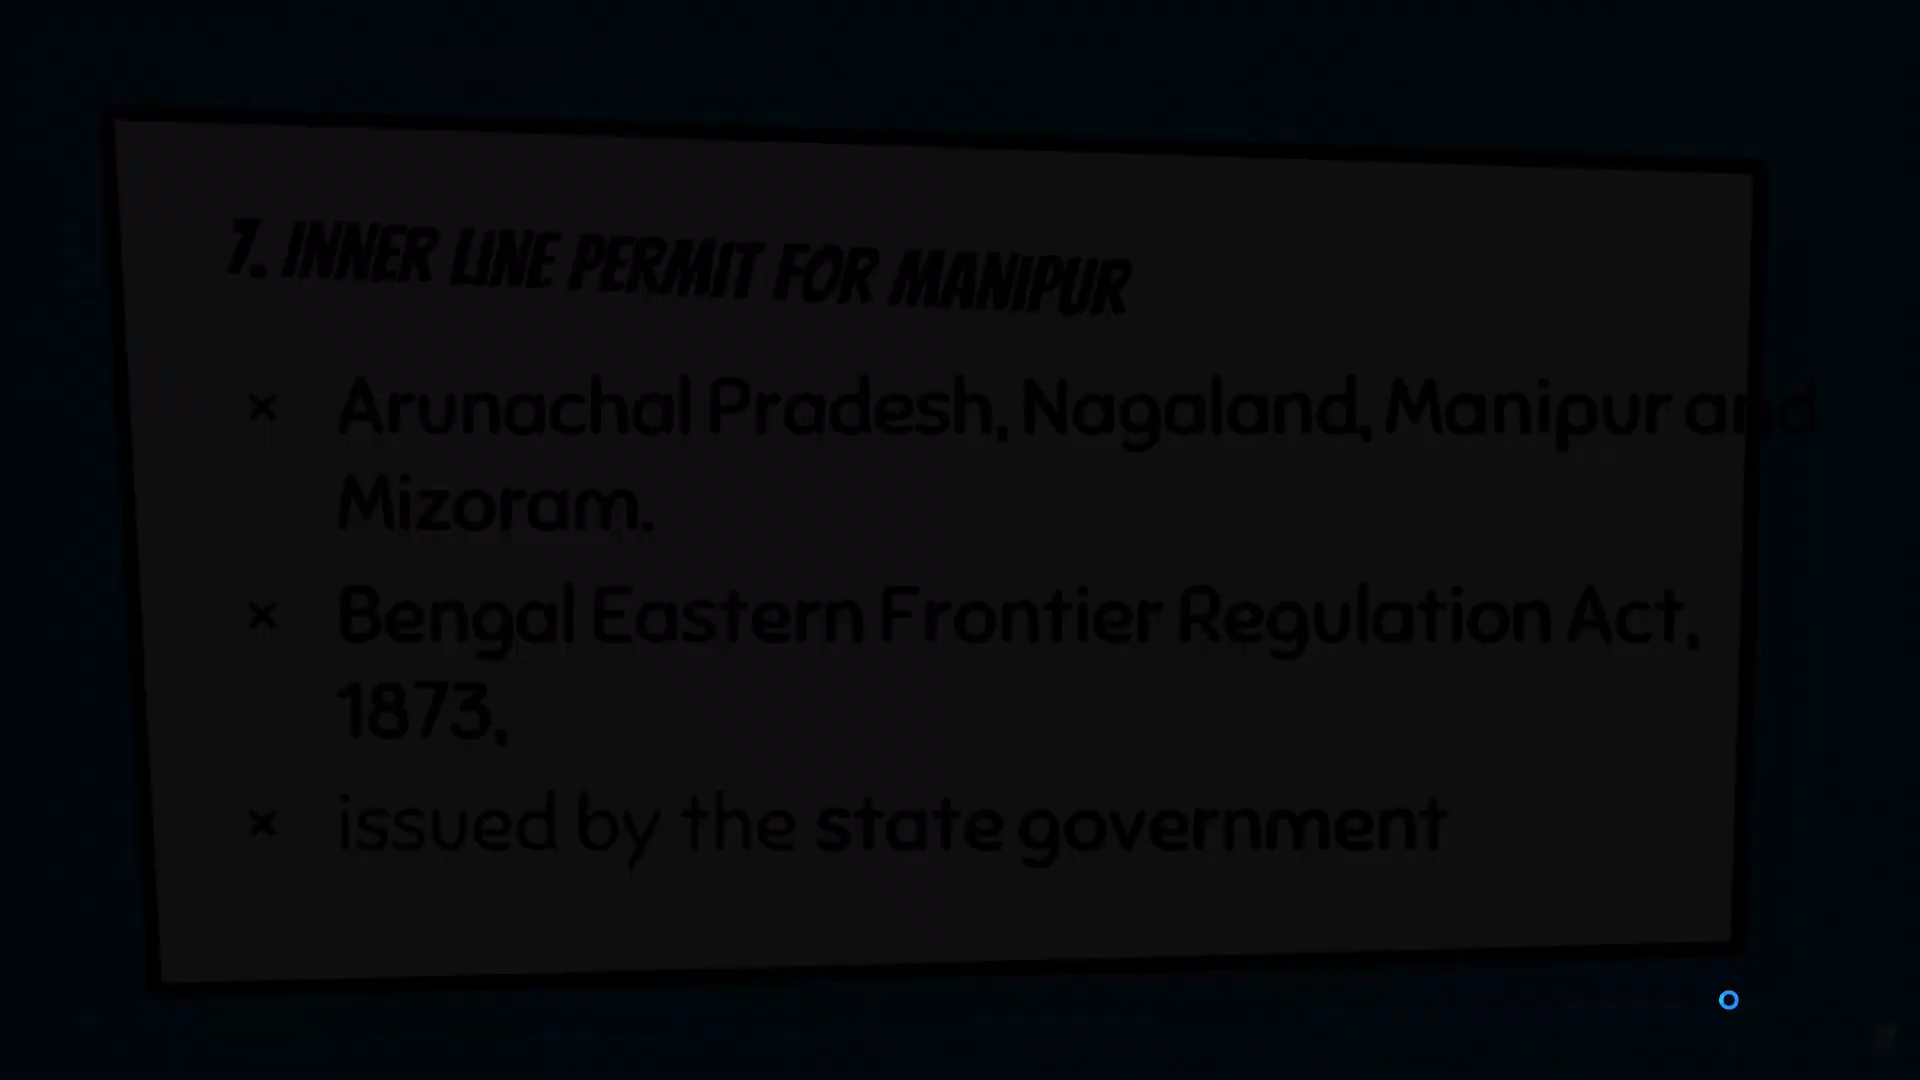 7. INNER LINE PERMIT FOR MANIPUR
× Arunachal Pradesh, Nagaland, Manipur and
Mizoram.
× Bengal Eastern Frontier Regulation Act,
1873,
× issued by the state government